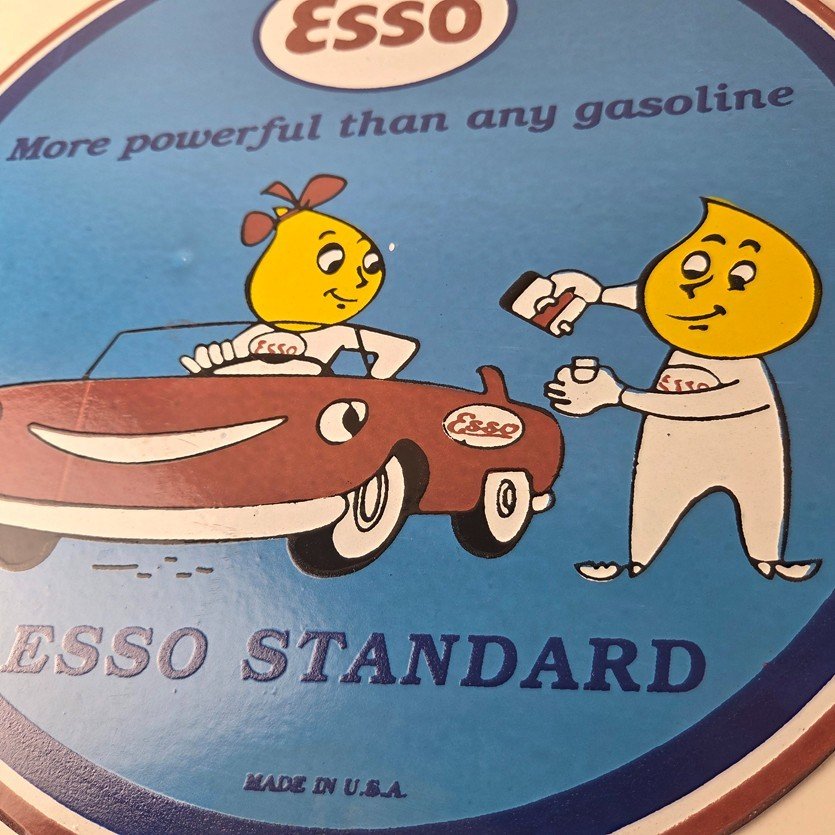 ESSO
More powerful than any gasoline
Esso
Esso
Esso
ESSO STANDARD
MADE IN U.S.A.